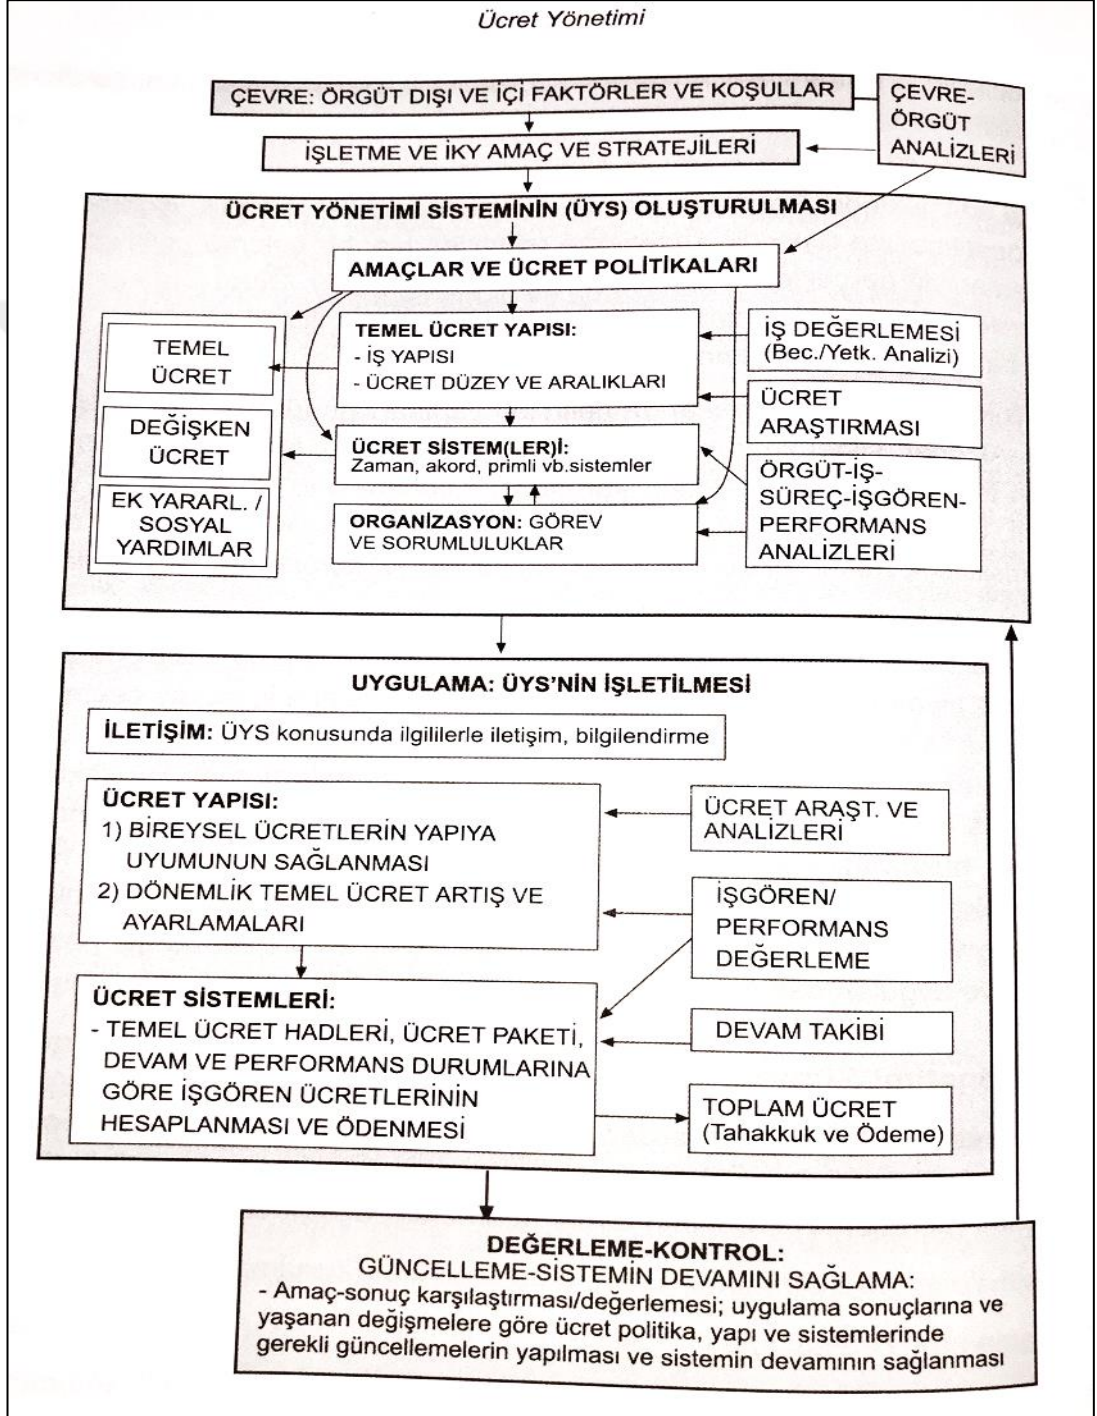 Ücret Yönetimi
ÇEVRE: ÖRGÜT DIŞI VE İÇİ FAKTÖRLER VE KOŞULLAR
ÇEVRE-
ÖRGÜT
ANALİZLERİ
İŞLETME VE İKY AMAÇ VE STRATEJİLERİ
ÜCRET YÖNETİMİ SİSTEMİNİN (ÜYS) OLUŞTURULMASI
AMAÇLAR VE ÜCRET POLİTİKALARI
TEMEL
ÜCRET
DEĞİŞKEN
ÜCRET
EK YARARL. /
SOSYAL
YARDIMLAR
TEMEL ÜCRET YAPISI:
- İŞ YAPISI
- ÜCRET DÜZEY VE ARALIKLARI
ÜCRET SİSTEM(LER)İ:
Zaman, akord, primli vb.sistemler
ORGANİZASYON: GÖREV
VE SORUMLULUKLAR
İŞ DEĞERLEMESİ
(Bec./Yetk. Analizi)
ÜCRET
ARAŞTIRMASI
ÖRGÜT-İŞ-
SÜREÇ-İŞGÖREN-
PERFORMANS
ANALİZLERİ
UYGULAMA: ÜYS'NİN İŞLETİLMESİ
İLETİŞİM: ÜYS konusunda ilgililerle iletişim, bilgilendirme
ÜCRET YAPISI:
1) BİREYSEL ÜCRETLERİN YAPIYA
UYUMUNUN SAĞLANMASI
2) DÖNEMLİK TEMEL ÜCRET ARTIŞ VE
AYARLAMALARI
ÜCRET SİSTEMLERİ:
- TEMEL ÜCRET HADLERİ, ÜCRET PAKETİ,
DEVAM VE PERFORMANS DURUMLARINA
GÖRE İŞGÖREN ÜCRETLERİNİN
HESAPLANMASI VE ÖDENMESİ
ÜCRET ARAŞT. VE
ANALİZLERİ
İŞGÖREN/
PERFORMANS
DEĞERLEME
DEVAM TAKİBİ
TOPLAM ÜCRET
(Tahakkuk ve Ödeme)
DEĞERLEME-KONTROL:
GÜNCELLEME-SİSTEMİN DEVAMINI SAĞLAMA:
- Amaç-sonuç karşılaştırması/değerlemesi; uygulama sonuçlarına ve
yaşanan değişmelere göre ücret politika, yapı ve sistemlerinde
gerekli güncellemelerin yapılması ve sistemin devamının sağlanması